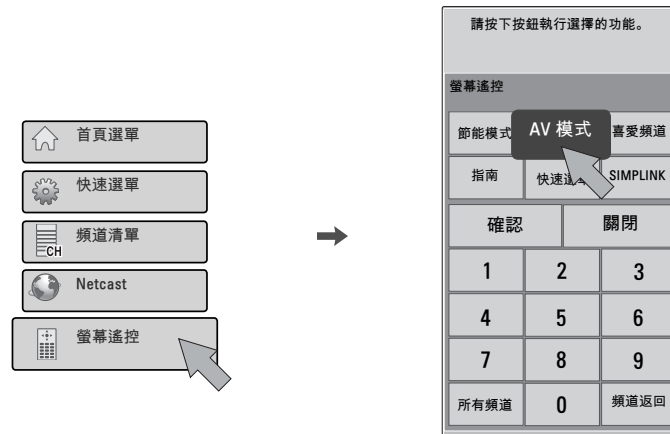 首頁選單
快速選單
頻道清單
CH
Netcast
螢幕遙控
請按下按鈕執行選擇的功能。
螢幕遙控
節能模式 AV 模式 喜愛頻道
指南 快速選單 SIMPLINK
確認 關閉
1 2 3
4 5 6
7 8 9
所有頻道 0 頻道返回